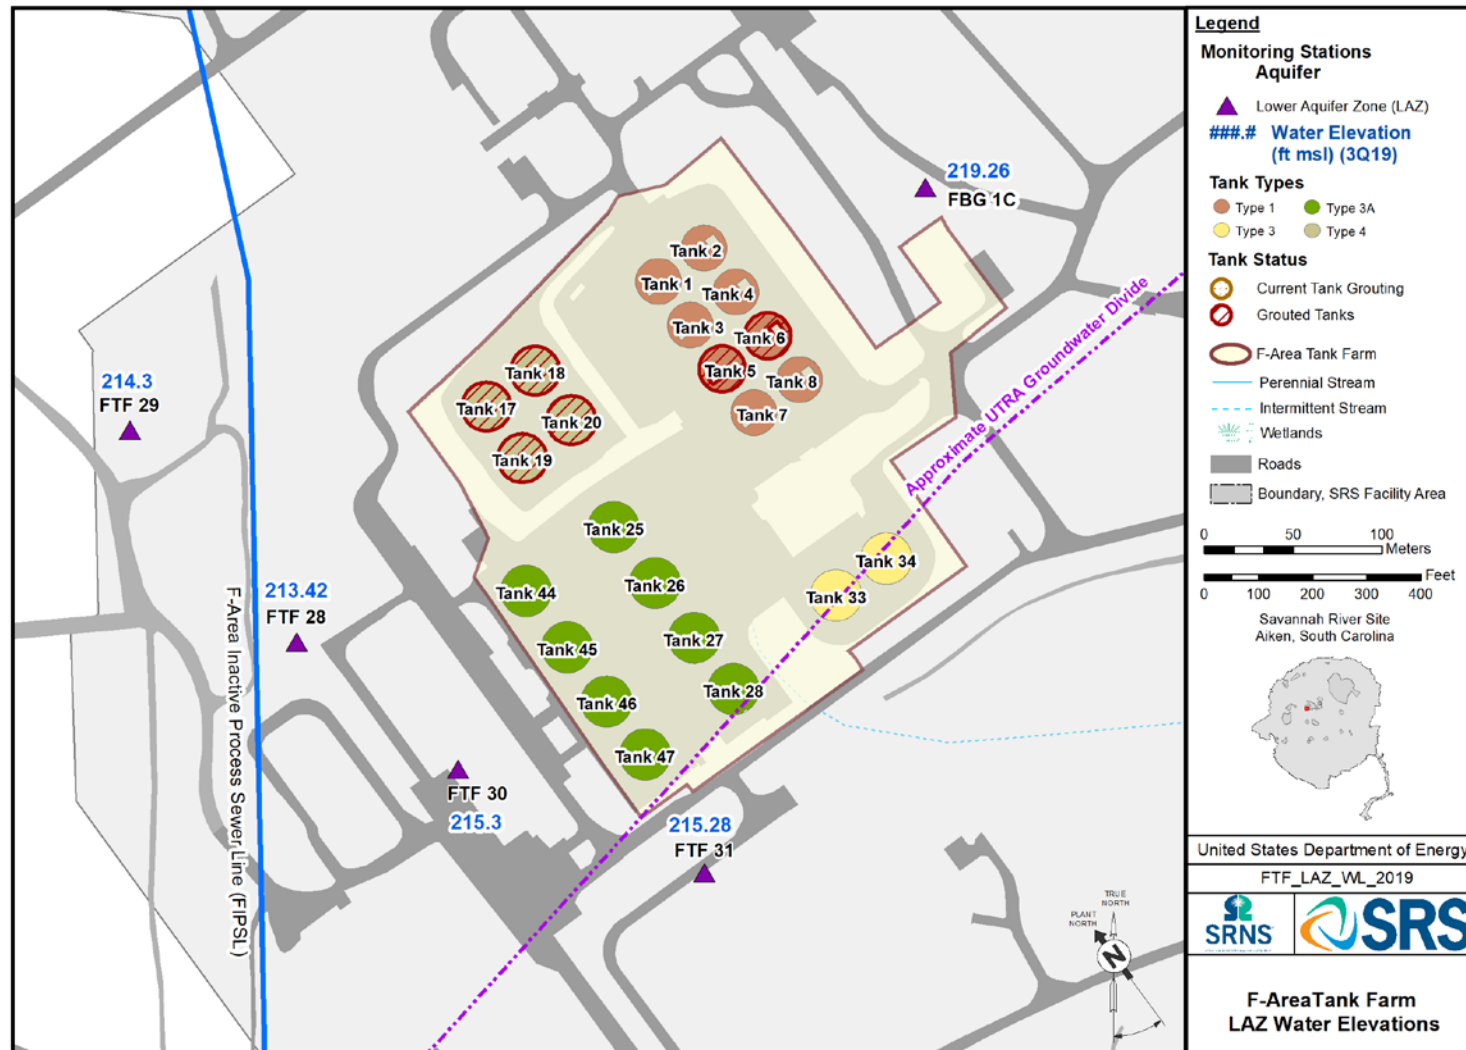 219.26
FBG 1C
Tank 2
Tank 1
Tank 4
Tank 3
Tank 6
Tank 5
Tank 8
Tank 7
Tank 18
Tank 17
Tank 20
Tank 19
214.3
FTF 29
Approximate UTRA Groundwater Divide
Tank 25
Tank 34
Tank 26
Tank 44
Tank 33
213.42
FTF 28
Tank 27
Tank 45
Tank 28
Tank 46
Tank 47
F-Area Inactive Process Sewer Line (FIPSL)
FTF 30
215.3
215.28
FTF 31
TRUE
NORTH
PLANT
NORTH
N
Legend
Monitoring Stations
Aquifer
Lower Aquifer Zone (LAZ)
###.# Water Elevation
(ft msl) (3Q19)
Tank Types
Type 1 Type 3A
Type 3 Type 4
Tank Status
Current Tank Grouting
Grouted Tanks
F-Area Tank Farm
Perennial Stream
Intermittent Stream
Wetlands
Roads
Boundary, SRS Facility Area
0 50 100
Meters
Feet
0 100 200 300 400
Savannah River Site
Aiken, South Carolina
United States Department of Energy
FTF_LAZ_WL_2019
SRNS
SRS
F-AreaTank Farm
LAZ Water Elevations